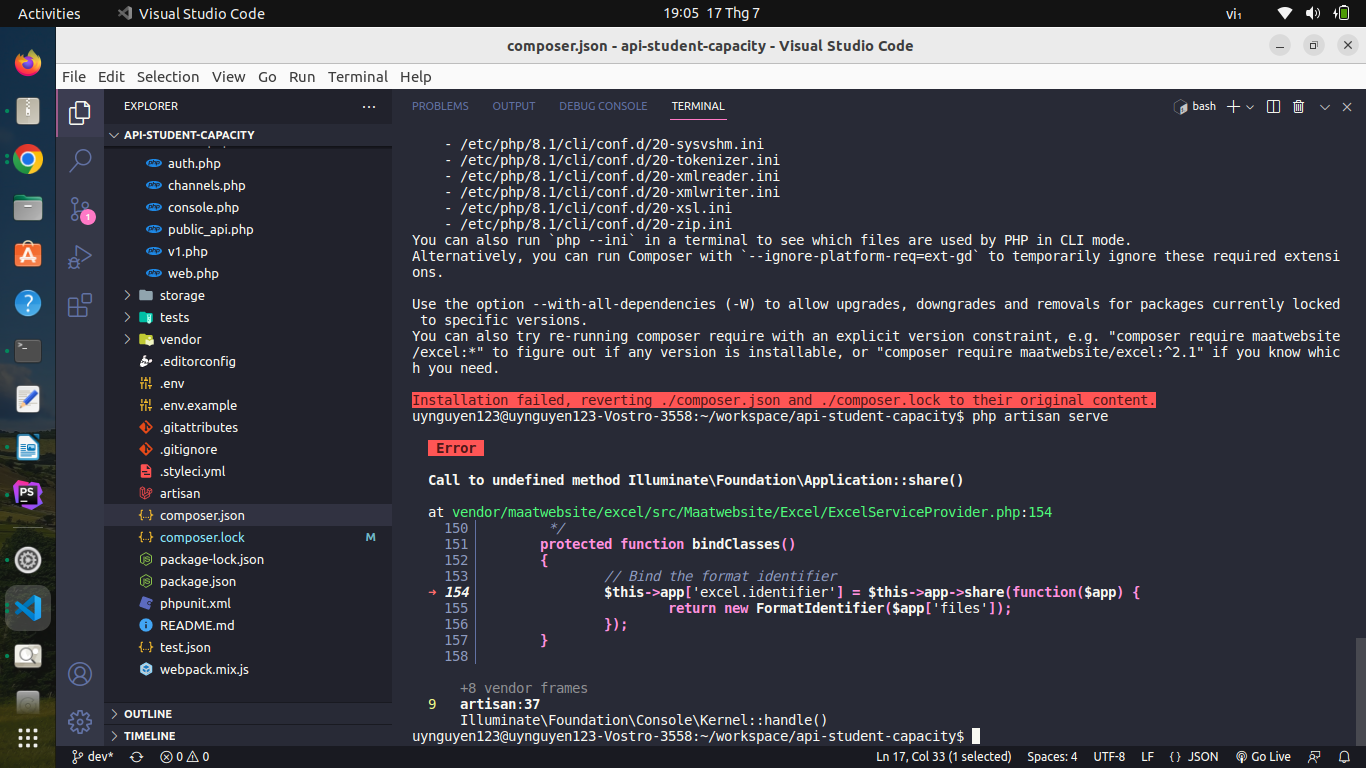 Activities
Visual Studio Code
19:05 17 Thg 7
vi₁
composer.json - api-student-capacity - Visual Studio Code
File Edit Selection View Go Run Terminal Help
EXPLORER
API-STUDENT-CAPACITY
auth.php
channels.php
console.php
public_api.php
v1.php
web.php
storage
tests
vendor
.editorconfig
.env
.env.example
.gitattributes
.gitignore
.styleci.yml
artisan
composer.json
composer.lock M
package-lock.json
package.json
phpunit.xml
README.md
test.json
webpack.mix.js
OUTLINE
TIMELINE
1
PROBLEMS OUTPUT DEBUG CONSOLE TERMINAL
bash
- /etc/php/8.1/cli/conf.d/20-sysvshm.ini
- /etc/php/8.1/cli/conf.d/20-tokenizer.ini
- /etc/php/8.1/cli/conf.d/20-xmlreader.ini
- /etc/php/8.1/cli/conf.d/20-xmlwriter.ini
- /etc/php/8.1/cli/conf.d/20-xsl.ini
- /etc/php/8.1/cli/conf.d/20-zip.ini
You can also run `php --ini` in a terminal to see which files are used by PHP in CLI mode.
Alternatively, you can run Composer with `--ignore-platform-req=ext-gd` to temporarily ignore these required extensi
ons.
Use the option --with-all-dependencies (-W) to allow upgrades, downgrades and removals for packages currently locked
to specific versions.
You can also try re-running composer require with an explicit version constraint, e.g. "composer require maatwebsite
/excel:*" to figure out if any version is installable, or "composer require maatwebsite/excel:^2.1" if you know whic
h you need.
Installation failed, reverting ./composer.json and ./composer.lock to their original content.
uynguyen123@uynguyen123-Vostro-3558:~/workspace/api-student-capacity$ php artisan serve
Error
Call to undefined method Illuminate\Foundation\Application::share()
at vendor/maatwebsite/excel/src/Maatwebsite/Excel/ExcelServiceProvider.php:154
150 */
151 protected function bindClasses()
152 {
153 // Bind the format identifier
➜ 154 $this->app['excel.identifier'] = $this->app->share(function($app) {
155 return new FormatIdentifier($app['files']);
156 });
157 }
158
+8 vendor frames
9 artisan:37
Illuminate\Foundation\Console\Kernel::handle()
uynguyen123@uynguyen123-Vostro-3558:~/workspace/api-student-capacity$
PS
dev* 0 0
Ln 17, Col 33 (1 selected) Spaces: 4 UTF-8 LF { } JSON Go Live